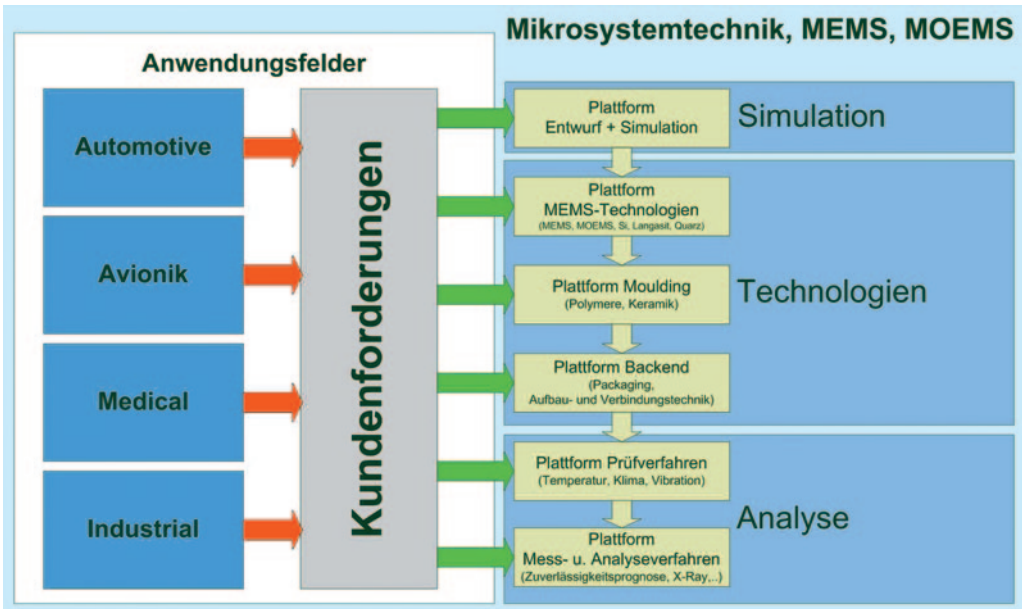 Mikrosystemtechnik, MEMS, MOEMS
Anwendungsfelder
Automotive
Avionik
Medical
Industrial
Kundenforderungen
Plattform
Entwurf + Simulation
Simulation
Plattform
MEMS-Technologien
(MEMS, MOEMS, Si, Langasit, Quarz)
Plattform Moulding
(Polymere, Keramik)
Technologien
Plattform Backend
(Packaging,
Aufbau- und Verbindungstechnik)
Plattform Prüfverfahren
(Temperatur, Klima, Vibration)
Analyse
Plattform
Mess- u. Analyseverfahren
(Zuverlässigkeitsprognose, X-Ray,..)